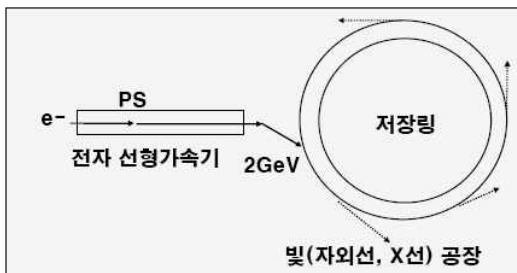 PS
e-
전자 선형가속기
2GeV
저장링
빛(자외선, X선) 공장